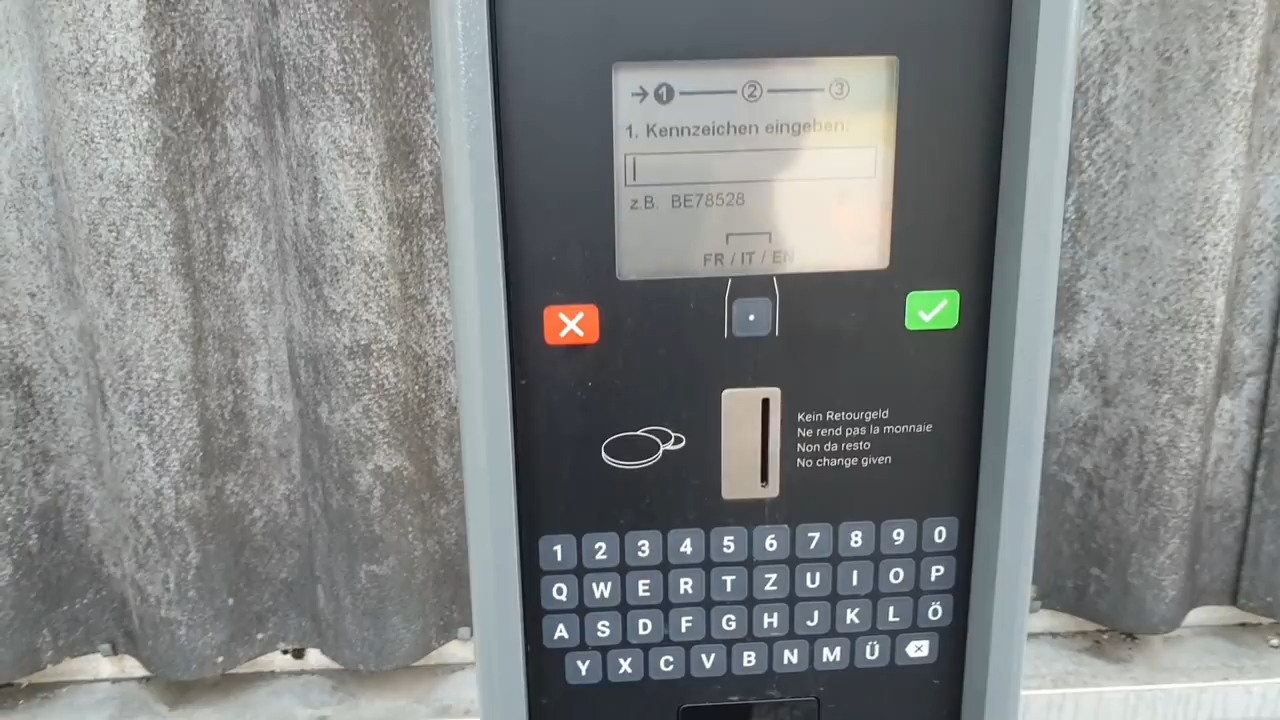 1 2 3
1. Kennzeichen eingeben:
z.B. BE78528
FR / IT / EN
Kein Retourgeld
Ne rend pas la monnaie
Non da resto
No change given
1 2 3 4 5 6 7 8 9 0
Q W E R T Z U I O P
A S D F G H J K L Ö
Y X C V B N M Ü